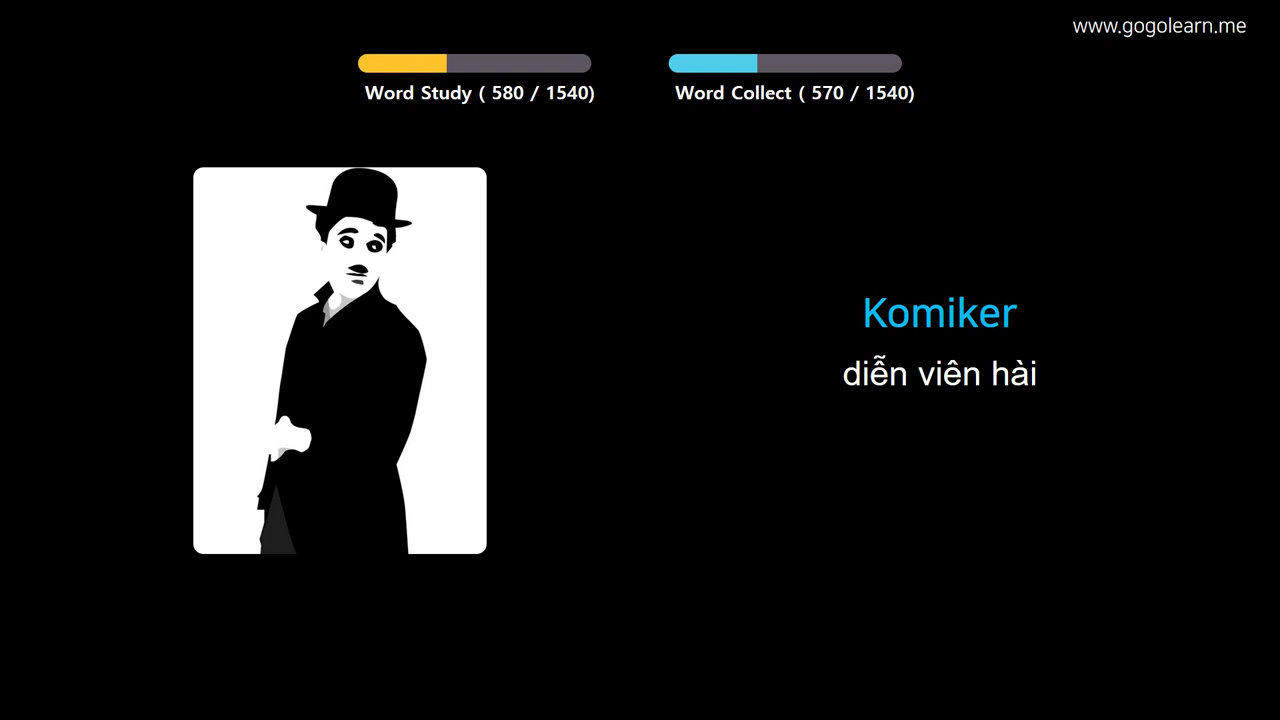 www.gogolearn.me
Word Study ( 580 / 1540)
Word Collect ( 570 / 1540)
Komiker
diễn viên hài